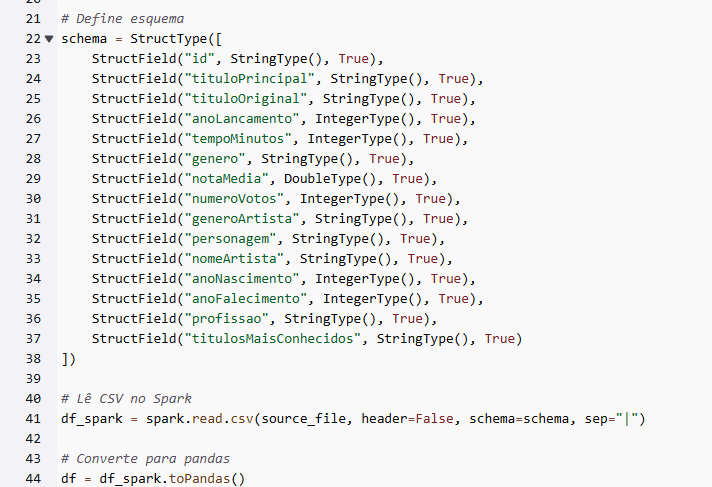 21 # Define esquema
22 schema = StructType([
23 StructField("id", StringType(), True),
24 StructField("tituloPrincipal", StringType(), True),
25 StructField("tituloOriginal", StringType(), True),
26 StructField("anoLancamento", IntegerType(), True),
27 StructField("tempoMinutos", IntegerType(), True),
28 StructField("genero", StringType(), True),
29 StructField("notaMedia", DoubleType(), True),
30 StructField("numeroVotos", IntegerType(), True),
31 StructField("generoArtista", StringType(), True),
32 StructField("personagem", StringType(), True),
33 StructField("nomeArtista", StringType(), True),
34 StructField("anoNascimento", IntegerType(), True),
35 StructField("anoFalecimento", IntegerType(), True),
36 StructField("profissao", StringType(), True),
37 StructField("titulosMaisConhecidos", StringType(), True)
38 ])
39
40 # Lê CSV no Spark
41 df_spark = spark.read.csv(source_file, header=False, schema=schema, sep="|")
42
43 # Converte para pandas
44 df = df_spark.toPandas()